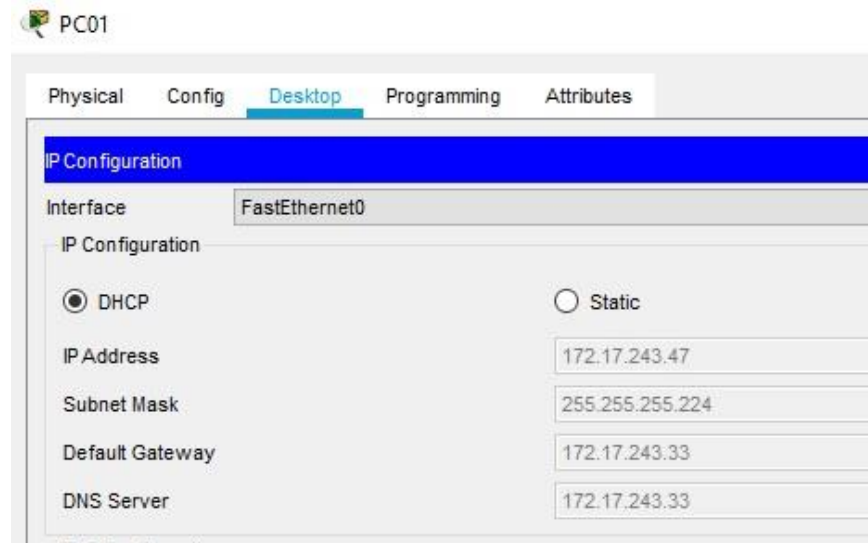 PC01
Physical Config Desktop Programming Attributes
IP Configuration
Interface FastEthernet0
IP Configuration
DHCP Static
IP Address 172.17.243.47
Subnet Mask 255.255.255.224
Default Gateway 172.17.243.33
DNS Server 172.17.243.33